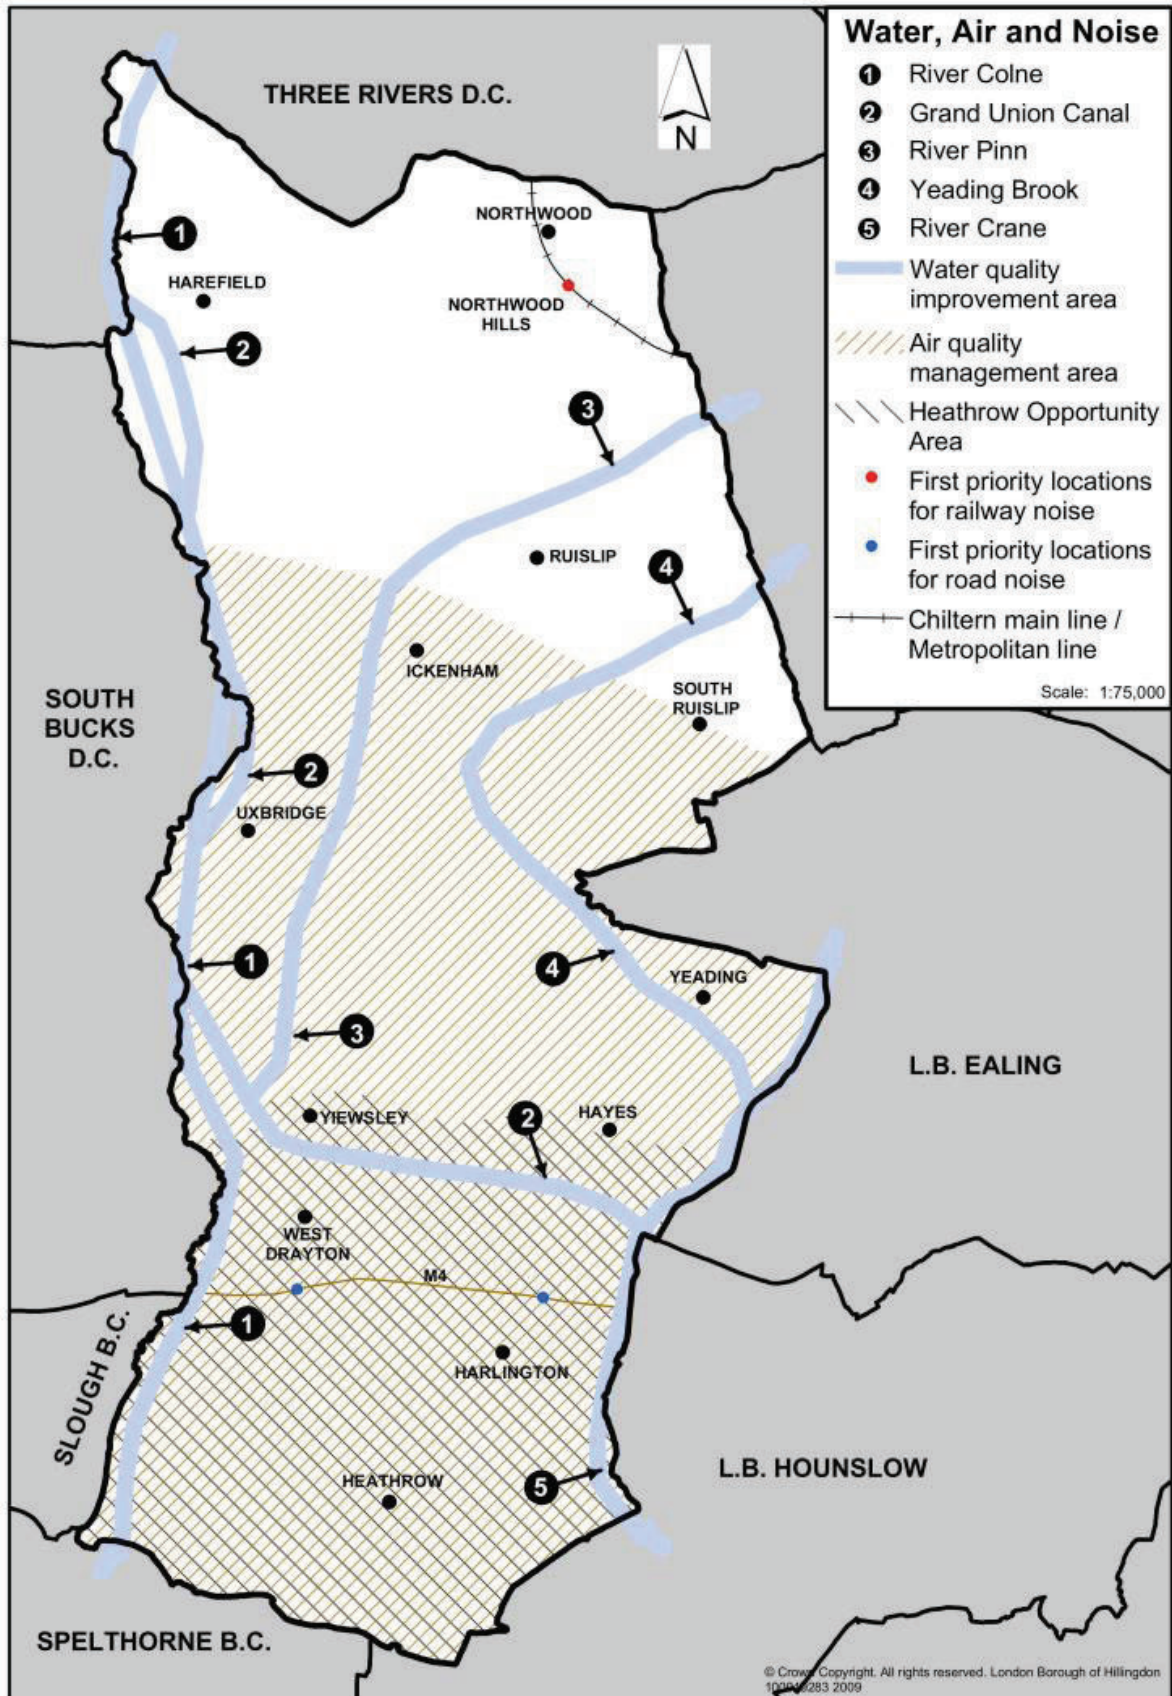 Water, Air and Noise
1 River Colne
2 Grand Union Canal
3 River Pinn
4 Yeading Brook
5 River Crane
Water quality
improvement area
Air quality
management area
Heathrow Opportunity
Area
First priority locations
for railway noise
First priority locations
for road noise
Chiltern main line /
Metropolitan line
Scale: 1:75,000
THREE RIVERS D.C.
N
NORTHWOOD
1
HAREFIELD
NORTHWOOD
HILLS
2
3
RUISLIP
4
ICKENHAM
SOUTH
BUCKS
D.C.
SOUTH
RUISLIP
2
UXBRIDGE
1
4
YEADING
3
L.B. EALING
YIEWSLEY
2
HAYES
WEST
DRAYTON
M4
1
SLOUGH B.C.
HARLINGTON
L.B. HOUNSLOW
HEATHROW
5
SPELTHORNE B.C.
© Crown Copyright. All rights reserved. London Borough of Hillingdon
2009